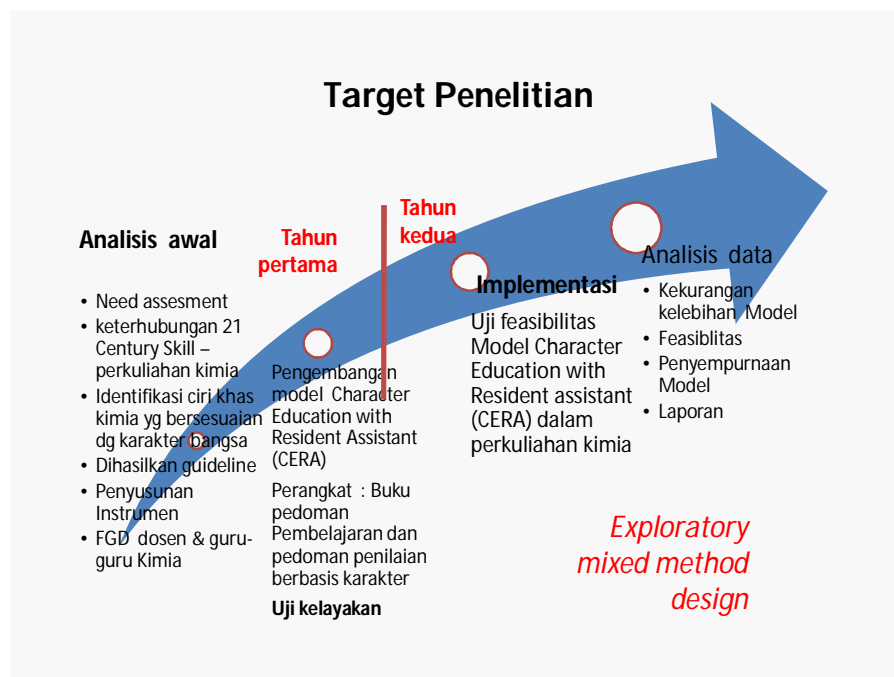 Target Penelitian
Analisis awal
• Need assesment
• keterhubungan 21
Century Skill –
perkuliahan kimia
• Identifikasi ciri khas
kimia yg bersesuaian
dg karakter bangsa
• Dihasilkan guideline
• Penyusunan
Instrumen
• FGD dosen & guru-
guru Kimia
Tahun
pertama
Pengembangan
model Character
Education with
Resident Assistant
(CERA)
Perangkat : Buku
pedoman
Pembelajaran dan
pedoman penilaian
berbasis karakter
Uji kelayakan
Tahun
kedua
Implementasi
Uji feasibilitas
Model Character
Education with
Resident assistant
(CERA) dalam
perkuliahan kimia
Analisis data
• Kekurangan
kelebihan Model
• Feasiblitas
• Penyempurnaan
Model
• Laporan
Exploratory
mixed method
design